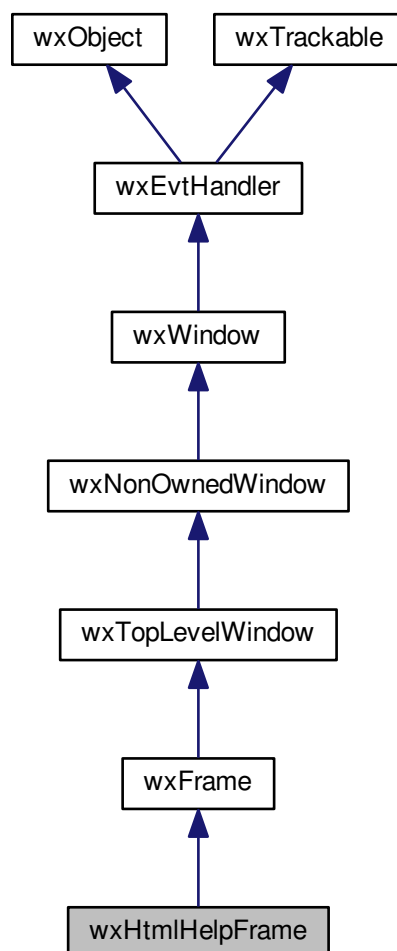 wxObject
wxTrackable
wxEvtHandler
wxWindow
wxNonOwnedWindow
wxTopLevelWindow
wxFrame
wxHtmlHelpFrame